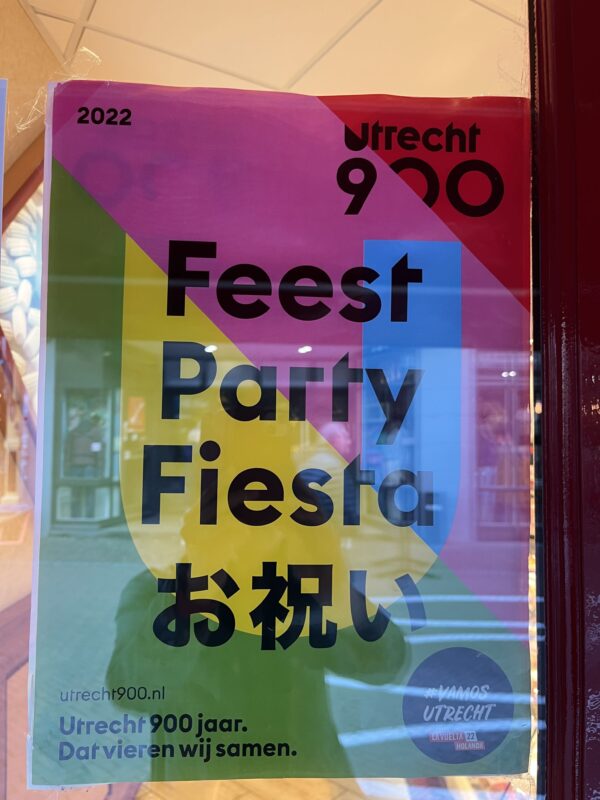 2022
Utrecht
900
Feest
Party
Fiesta
お祝い
utrecht900.nl
Utrecht 900 jaar.
Dat vieren wij samen.
#VAMOS
UTRECHT
LA VUELTA 22
HOLANDA